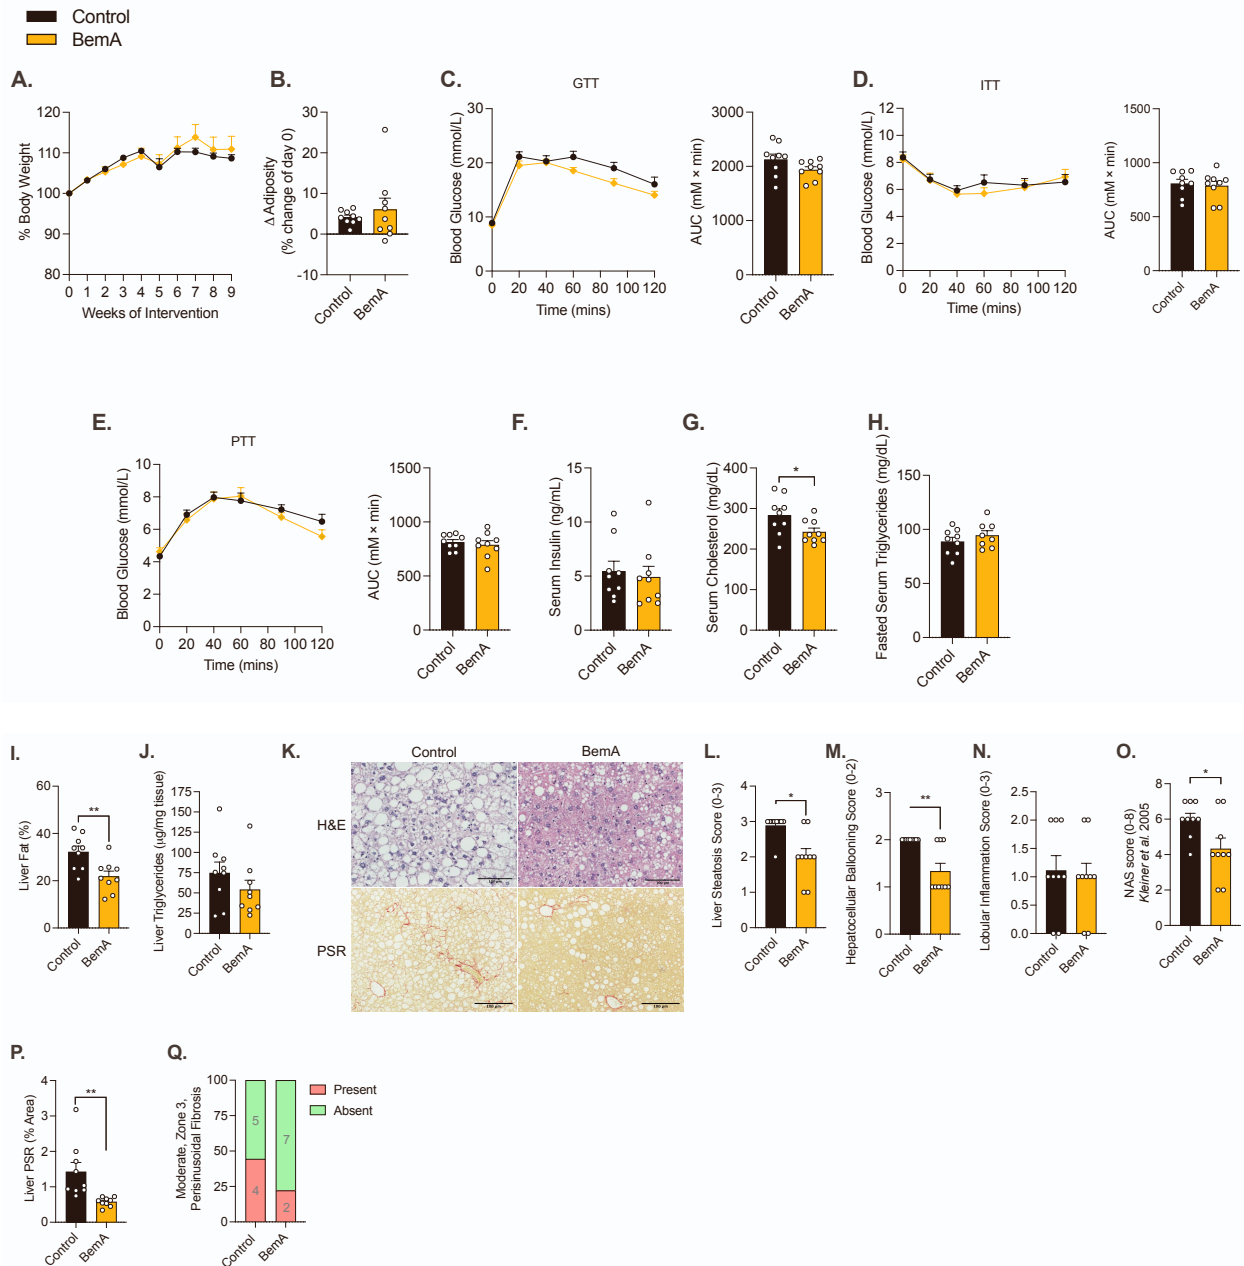 Control
BemA
A.
% Body Weight
120
110
100
90
80
0 1 2 3 4 5 6 7 8 9
Weeks of Intervention
B.
Δ Adiposity
(% change of day 0)
30
20
10
0
-10
Control
BemA
C.
GTT
Blood Glucose (mmol/L)
30
20
10
0
0 20 40 60 80 100 120
Time (mins)
AUC (mM × min)
3000
2000
1000
0
Control
BemA
D.
ITT
Blood Glucose (mmol/L)
12
10
8
6
4
2
0
0 20 40 60 80 100 120
Time (mins)
AUC (mM × min)
1500
1000
500
0
Control
BemA
E.
PTT
Blood Glucose (mmol/L)
10
8
6
4
2
0
0 20 40 60 80 100 120
Time (mins)
AUC (mM × min)
1500
1000
500
0
Control
BemA
F.
Serum Insulin (ng/mL)
15
10
5
0
Control
BemA
G.
Serum Cholesterol (mg/dL)
400
300
200
100
0
*
Control
BemA
H.
Fasted Serum Triglycerides (mg/dL)
150
100
50
0
Control
BemA
I.
Liver Fat (%)
60
40
20
0
**
Control
BemA
J.
Liver Triglycerides (µg/mg tissue)
175
150
125
100
75
50
25
0
Control
BemA
K.
Control
BemA
H&E
PSR
100 µm
100 µm
L.
Liver Steatosis Score (0-3)
4
3
2
1
0
*
Control
BemA
M.
Hepatocellular Ballooning Score (0-2)
3
2
1
0
**
Control
BemA
N.
Lobular Inflammation Score (0-3)
2.5
2.0
1.5
1.0
0.5
0.0
Control
BemA
O.
NAS score (0-8)
Kleiner et al. 2005
8
6
4
2
0
*
Control
BemA
P.
Liver PSR (% Area)
4
3
2
1
0
**
Control
BemA
Q.
Moderate, Zone 3,
Perisinusoidal Fibrosis
100
75
50
25
0
5
4
7
2
Control
BemA
Present
Absent